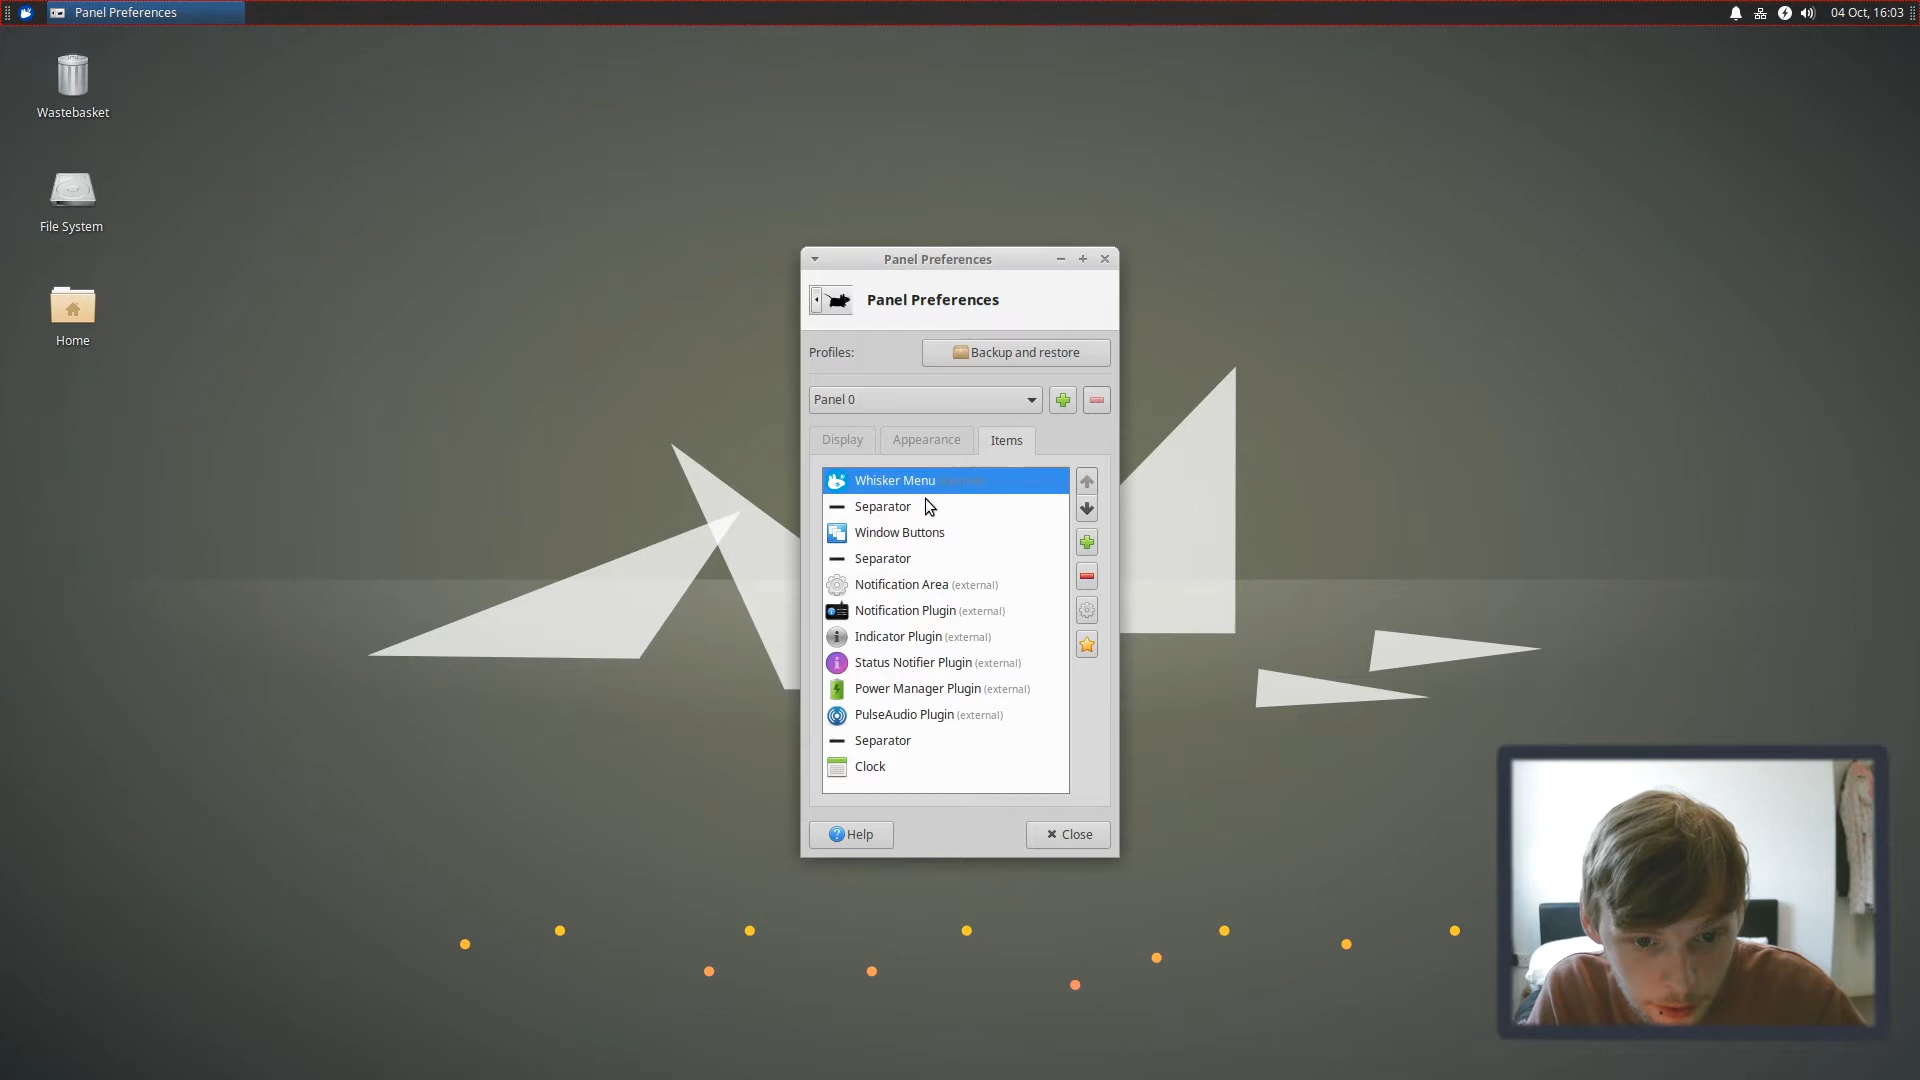 Panel Preferences
04 Oct, 16:03
Wastebasket
File System
Home
Panel Preferences
Panel Preferences
Profiles:
Backup and restore
Panel 0
Display
Appearance
Items
Whisker Menu (external)
Separator
Window Buttons
Separator
Notification Area (external)
Notification Plugin (external)
Indicator Plugin (external)
Status Notifier Plugin (external)
Power Manager Plugin (external)
PulseAudio Plugin (external)
Separator
Clock
Help
Close